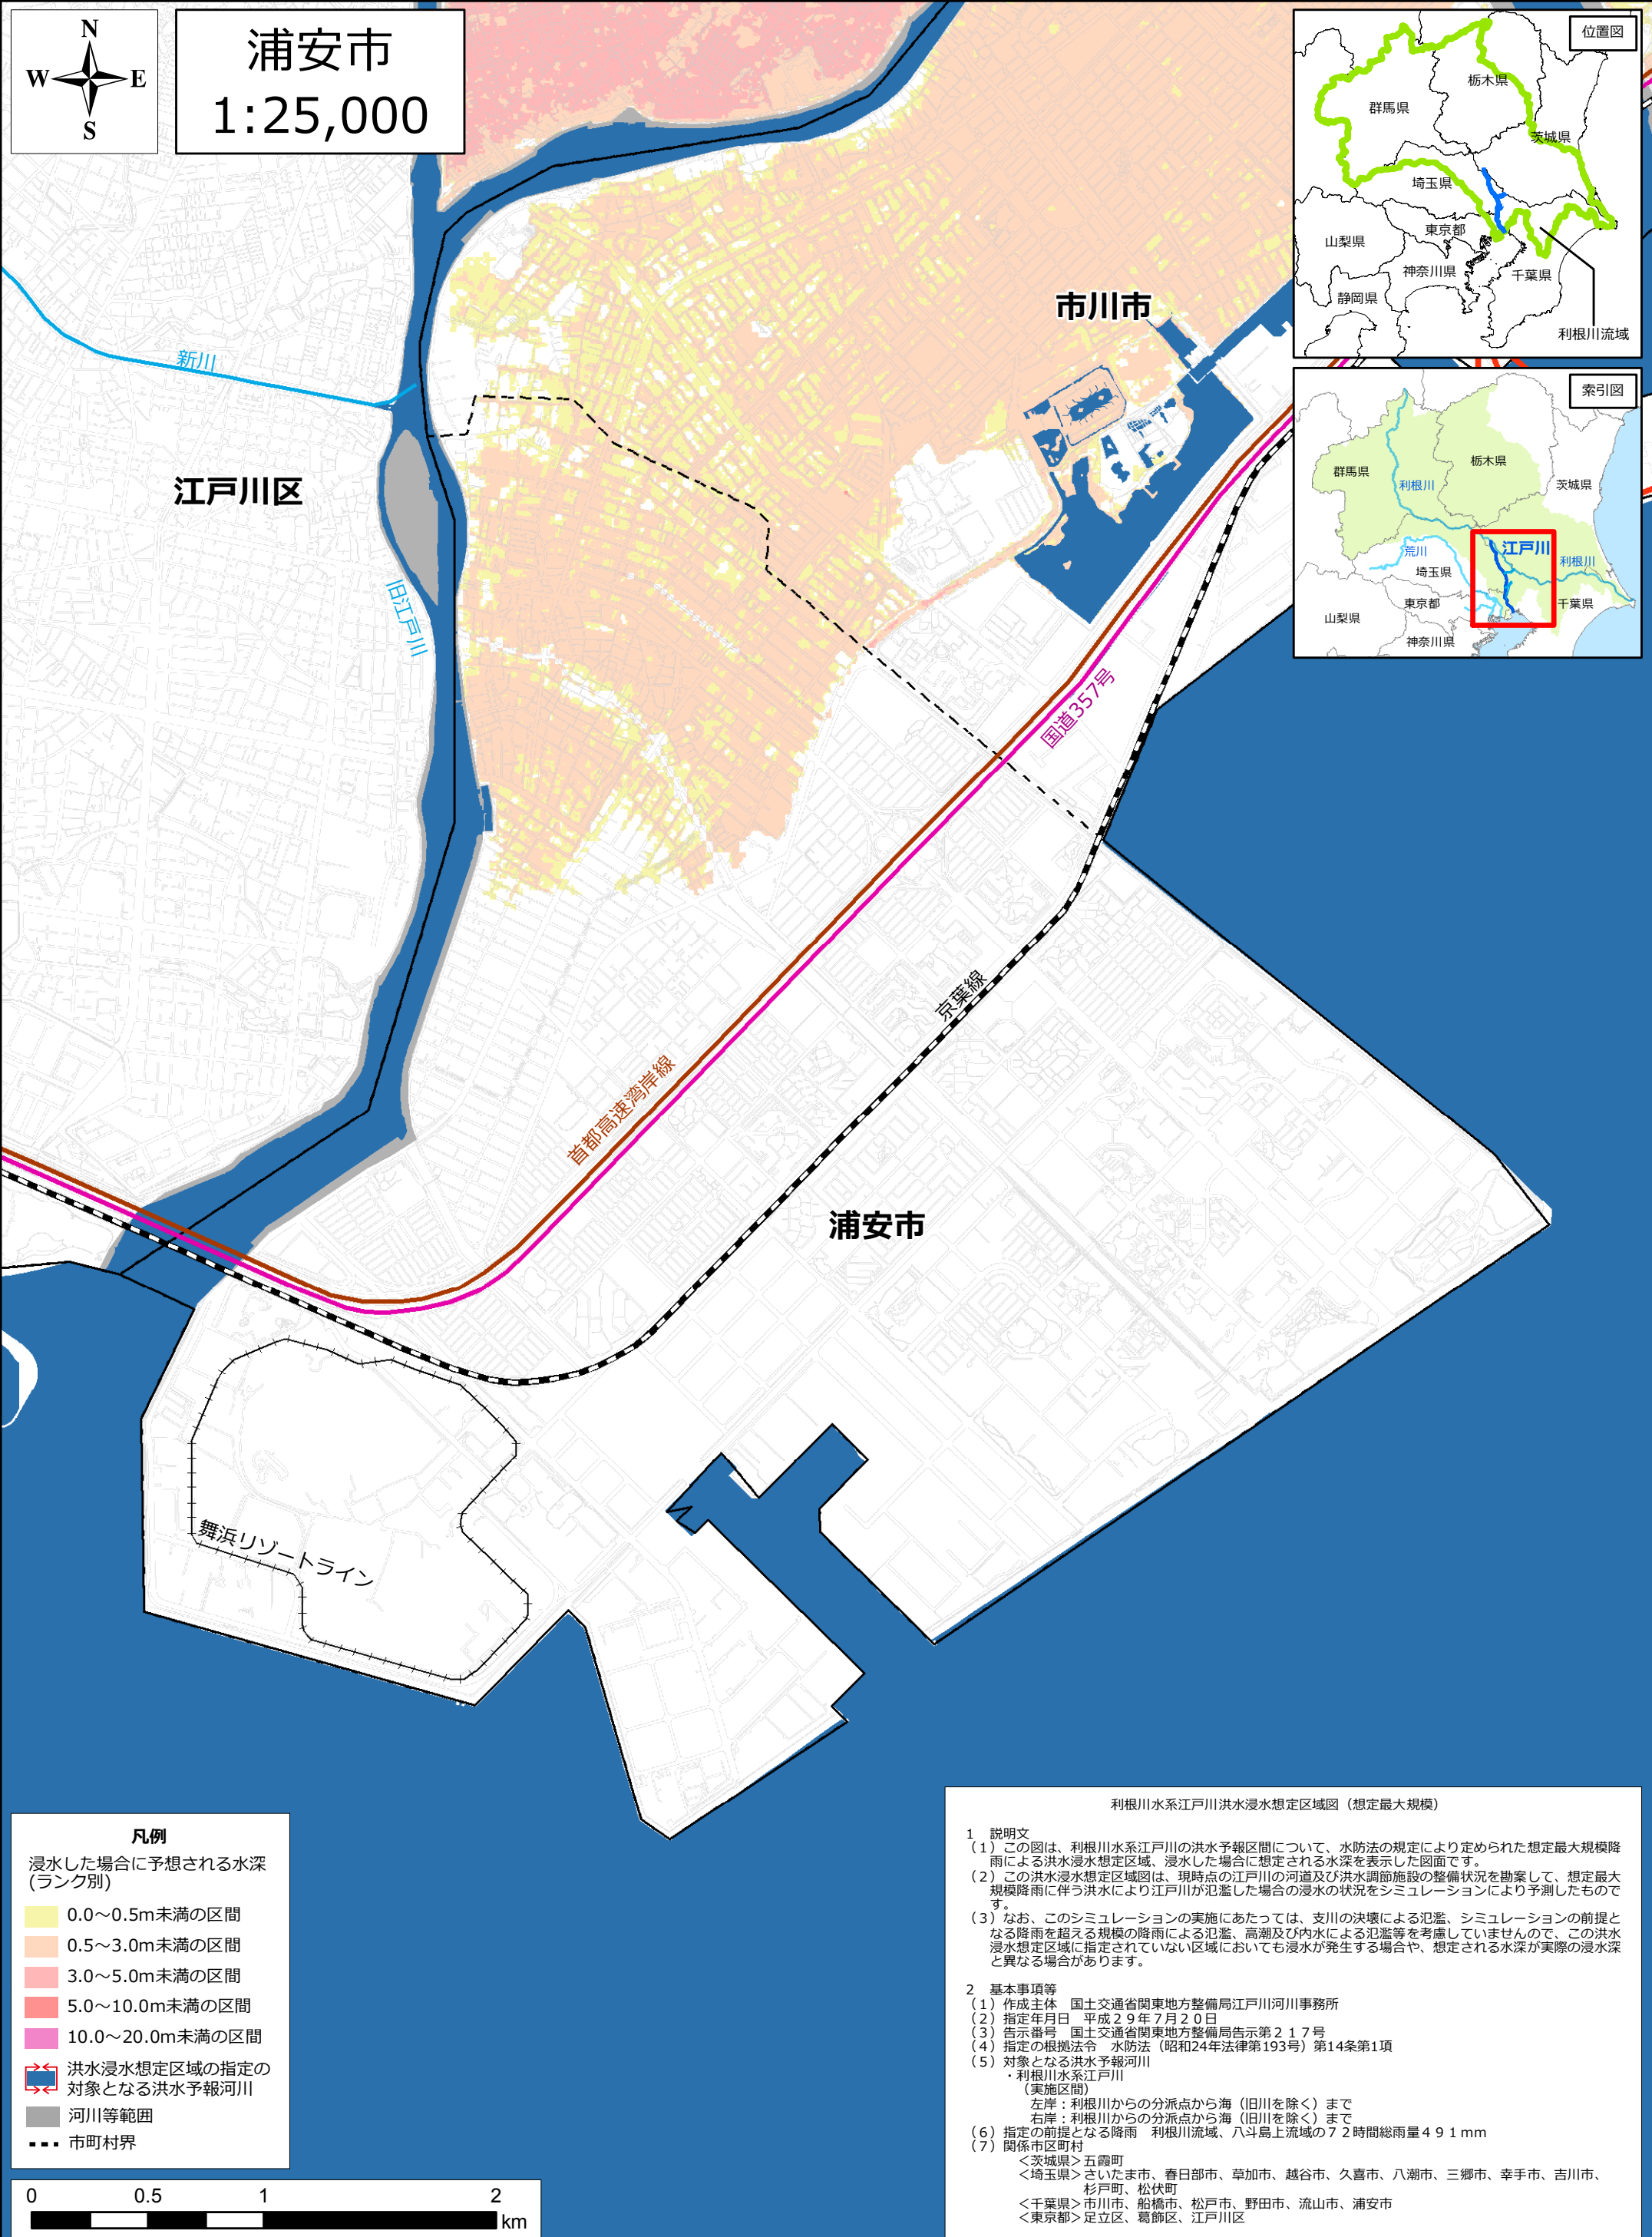 N
W
E
S
浦安市
1:25,000
位置図
栃木県
群馬県
茨城県
埼玉県
東京都
山梨県
神奈川県
千葉県
静岡県
利根川流域
索引図
群馬県
栃木県
利根川
茨城県
江戸川
荒川
利根川
埼玉県
東京都
千葉県
山梨県
神奈川県
市川市
新川
江戸川区
旧江戸川
国道357号
京葉線
首都高速湾岸線
浦安市
舞浜リゾートライン
凡例
浸水した場合に予想される水深
(ランク別)
0.0～0.5m未満の区間
0.5～3.0m未満の区間
3.0～5.0m未満の区間
5.0～10.0m未満の区間
10.0～20.0m未満の区間
洪水浸水想定区域の指定の
対象となる洪水予報河川
河川等範囲
市町村界
0 0.5 1 2
km
利根川水系江戸川洪水浸水想定区域図（想定最大規模）
1 説明文
（1）この図は、利根川水系江戸川の洪水予報区間について、水防法の規定により定められた想定最大規模降
雨による洪水浸水想定区域、浸水した場合に想定される水深を表示した図面です。
（2）この洪水浸水想定区域図は、現時点の江戸川の河道及び洪水調節施設の整備状況を勘案して、想定最大
規模降雨に伴う洪水により江戸川が氾濫した場合の浸水の状況をシミュレーションにより予測したもので
す。
（3）なお、このシミュレーションの実施にあたっては、支川の決壊による氾濫、シミュレーションの前提と
なる降雨を超える規模の降雨による氾濫、高潮及び内水による氾濫等を考慮していませんので、この洪水
浸水想定区域に指定されていない区域においても浸水が発生する場合や、想定される水深が実際の浸水深
と異なる場合があります。
2 基本事項等
（1）作成主体 国土交通省関東地方整備局江戸川河川事務所
（2）指定年月日 平成２９年７月２０日
（3）告示番号 国土交通省関東地方整備局告示第２１７号
（4）指定の根拠法令 水防法（昭和24年法律第193号）第14条第1項
（5）対象となる洪水予報河川
・利根川水系江戸川
（実施区間）
左岸：利根川からの分派点から海（旧川を除く）まで
右岸：利根川からの分派点から海（旧川を除く）まで
（6）指定の前提となる降雨 利根川流域、八斗島上流域の７２時間総雨量４９１mm
（7）関係市区町村
＜茨城県＞五霞町
＜埼玉県＞さいたま市、春日部市、草加市、越谷市、久喜市、八潮市、三郷市、幸手市、吉川市、
杉戸町、松伏町
＜千葉県＞市川市、船橋市、松戸市、野田市、流山市、浦安市
＜東京都＞足立区、葛飾区、江戸川区